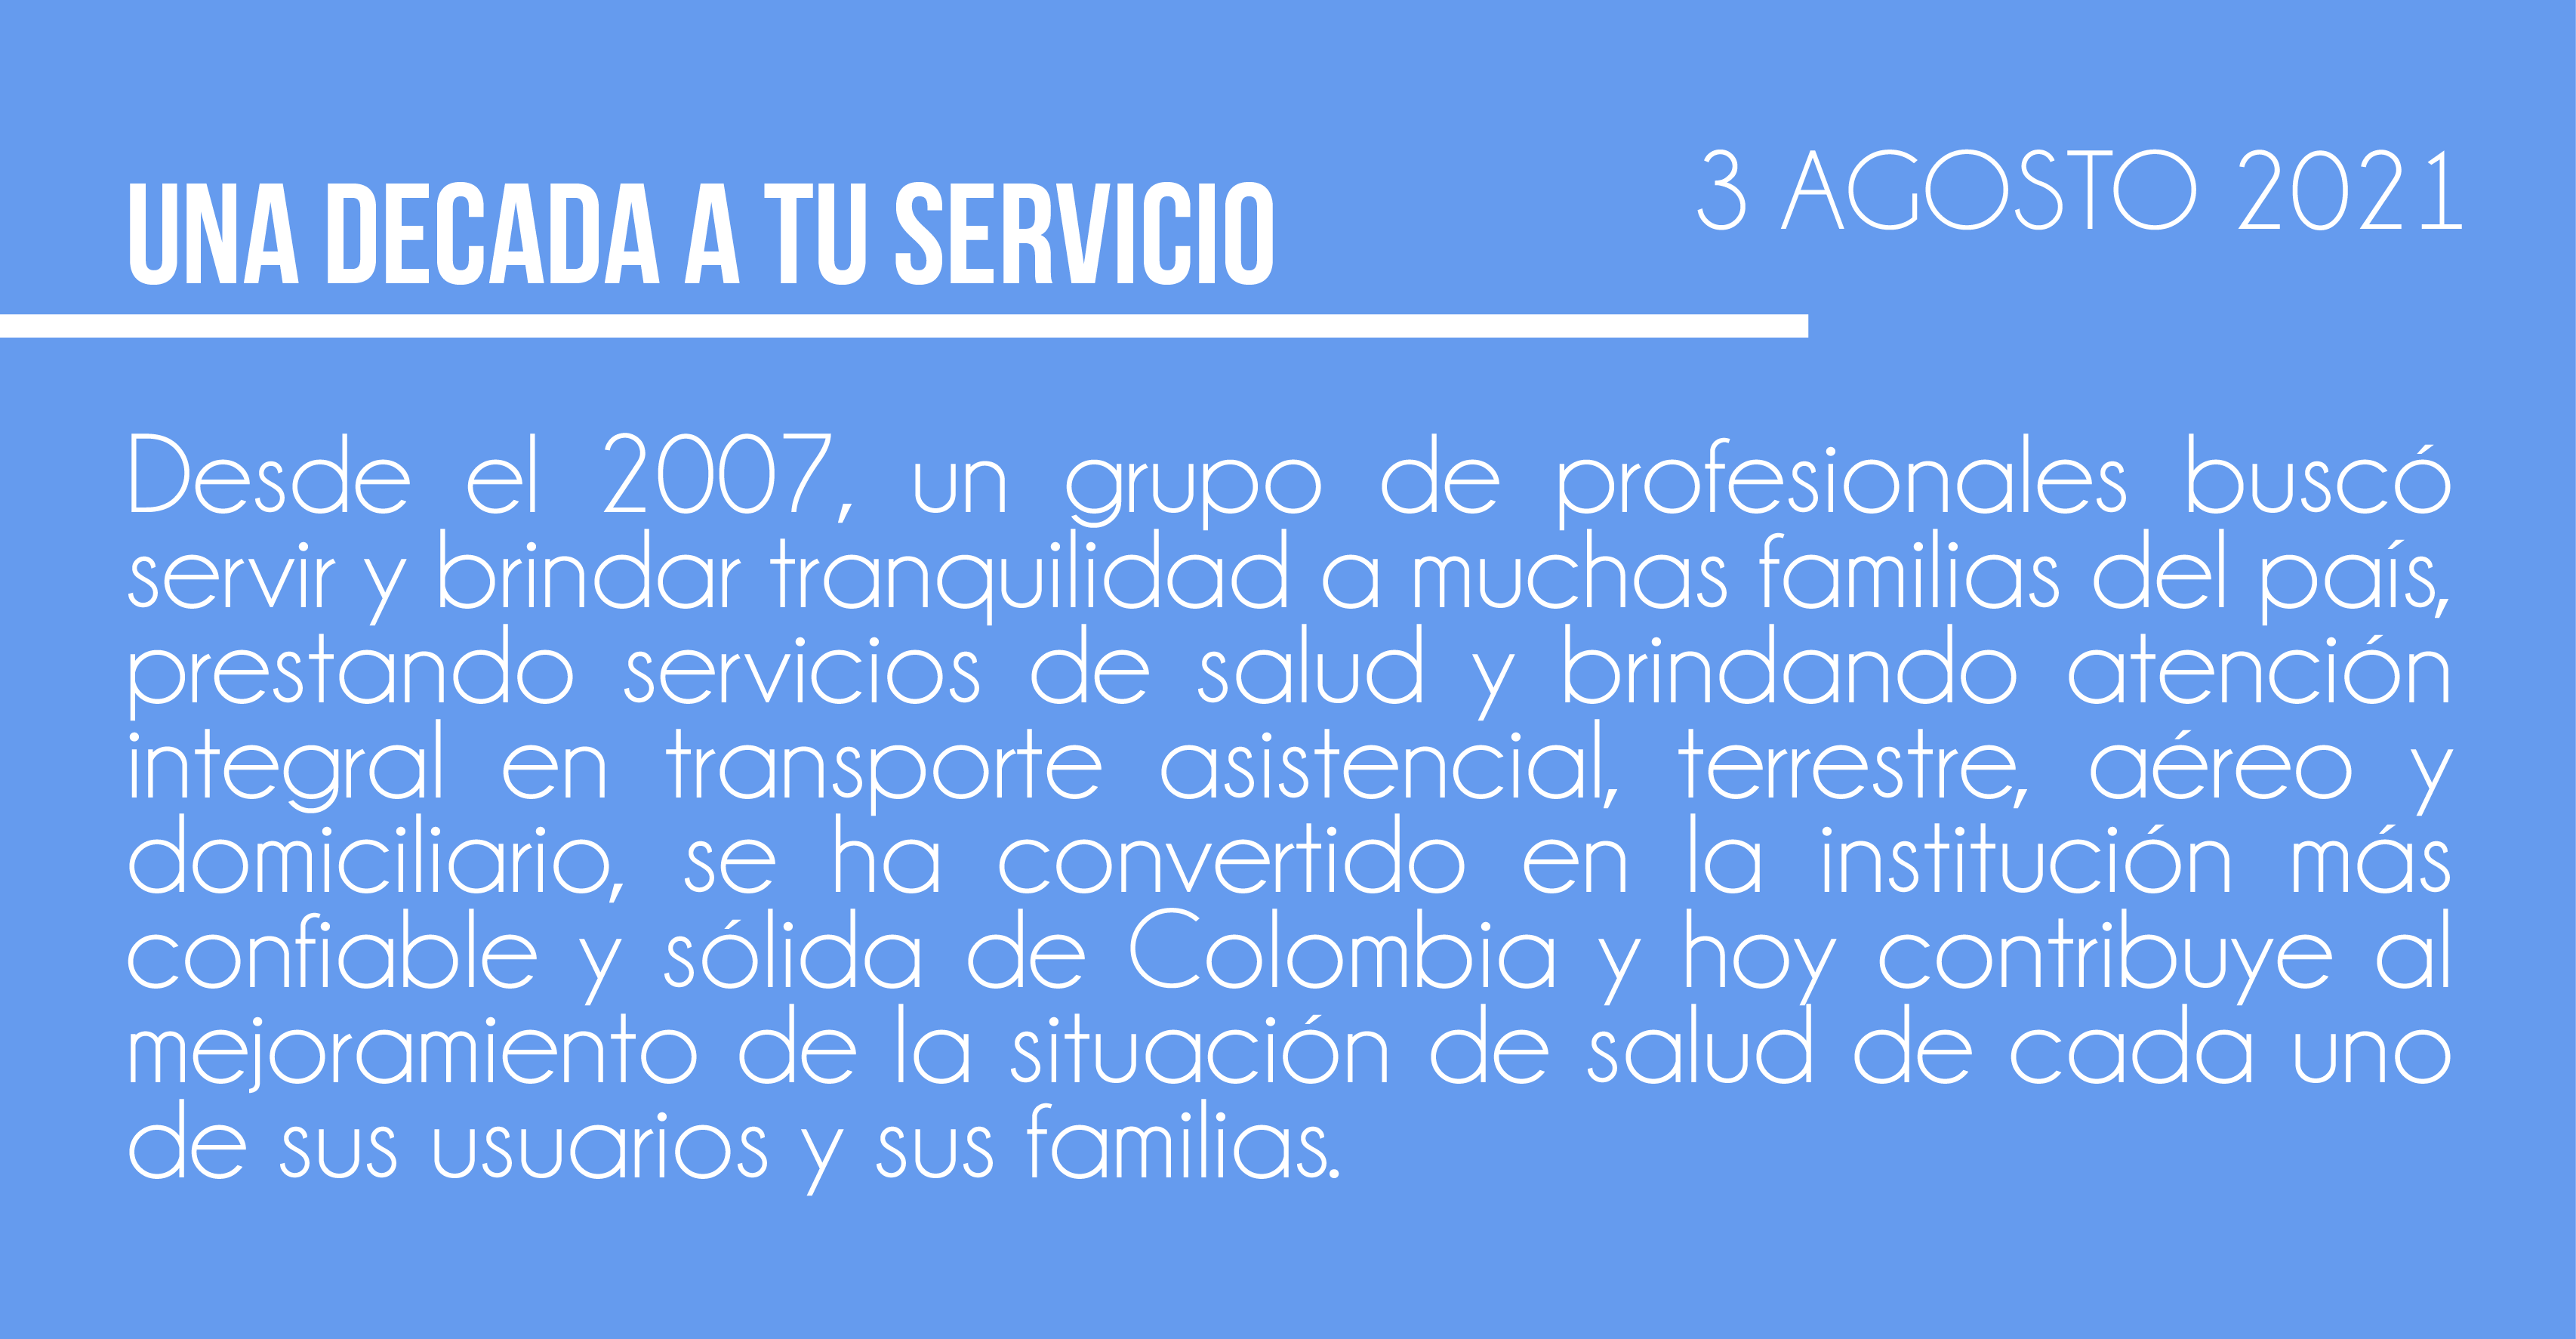 UNA DECADA A TU SERVICIO
3 AGOSTO 2021
Desde el 2007, un grupo de profesionales buscó
servir y brindar tranquilidad a muchas familias del país,
prestando servicios de salud y brindando atención
integral en transporte asistencial, terrestre, aéreo y
domiciliario, se ha convertido en la institución más
confiable y sólida de Colombia y hoy contribuye al
mejoramiento de la situación de salud de cada uno
de sus usuarios y sus familias.